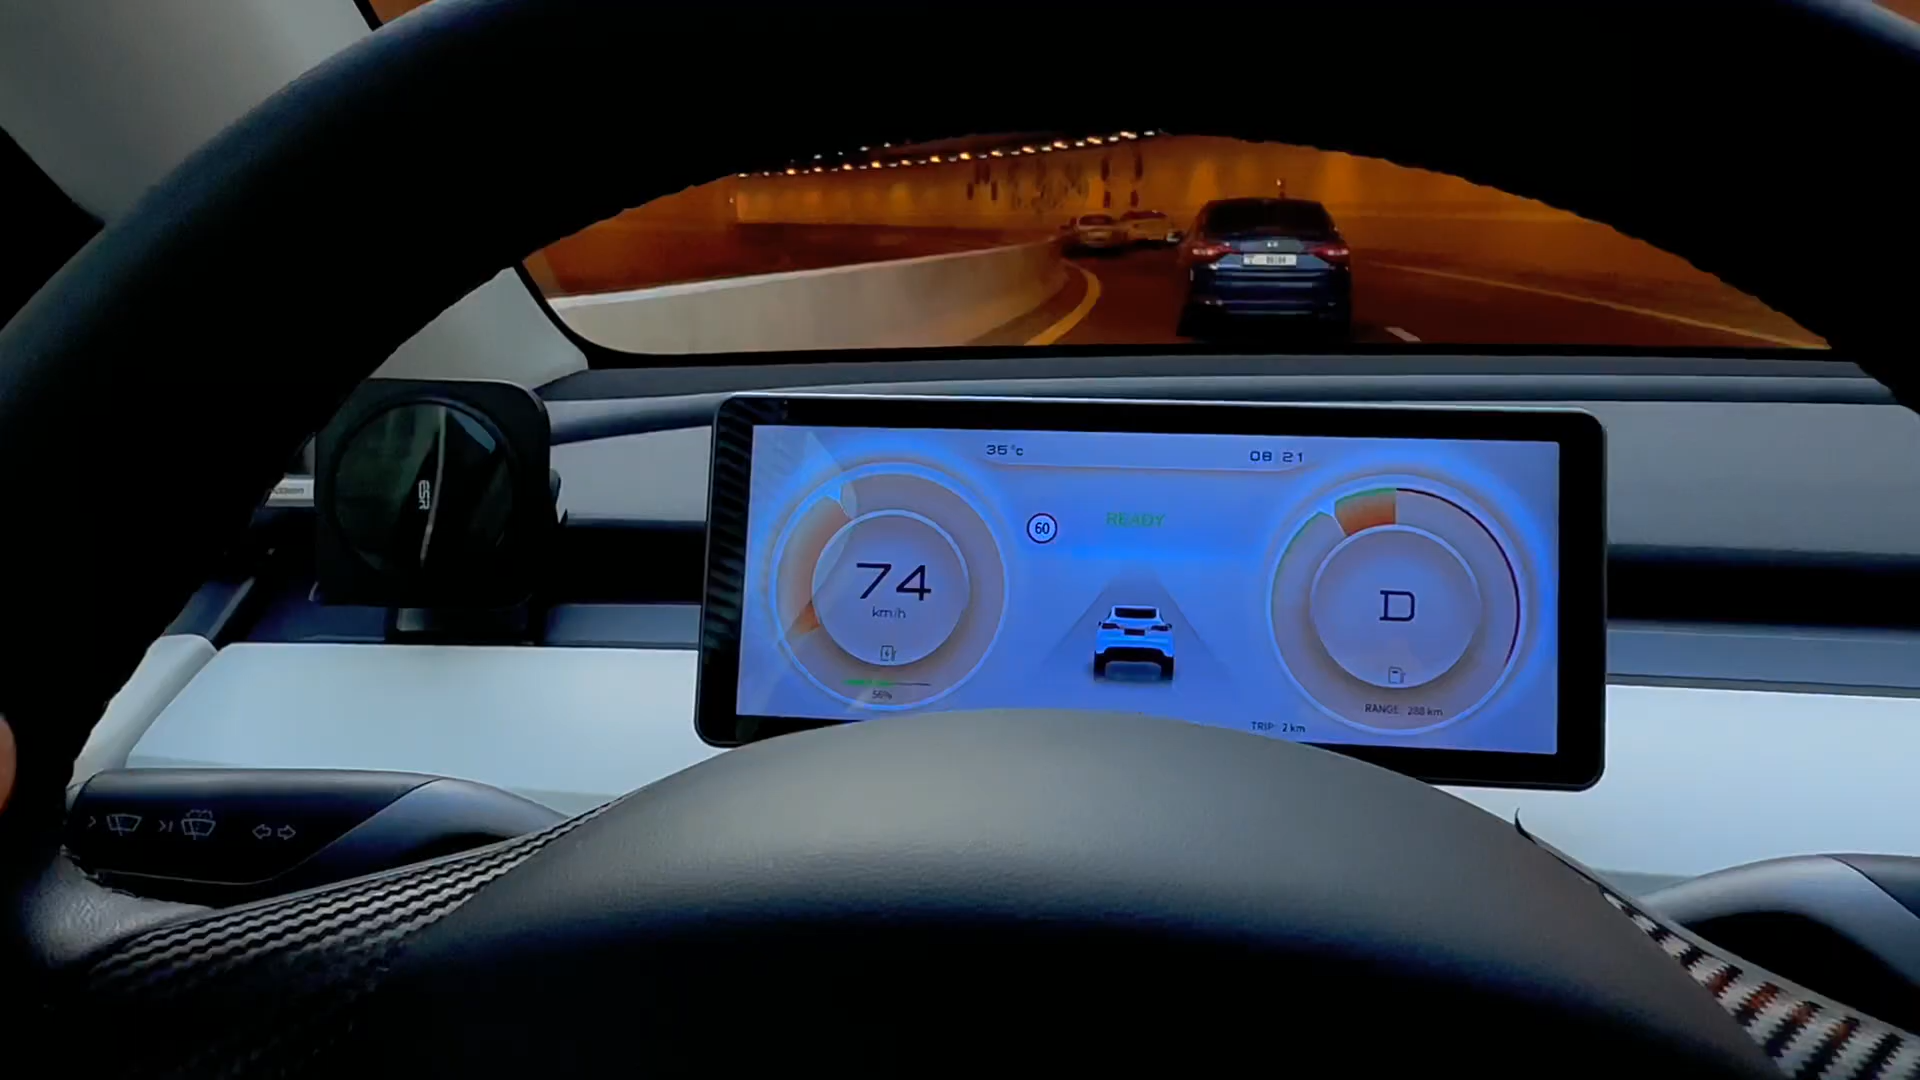 35°c
08 21
60
READY
74
km/h
D
56%
RANGE: 288 km
TRIP: 2 km
ESR